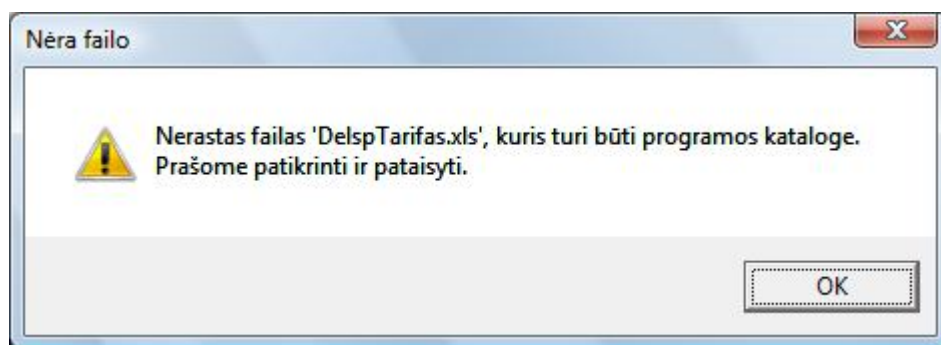 Nėra failo
Nerastas failas 'DelspTarifas.xls', kuris turi būti programos kataloge.
Prašome patikrinti ir pataisyti.
OK